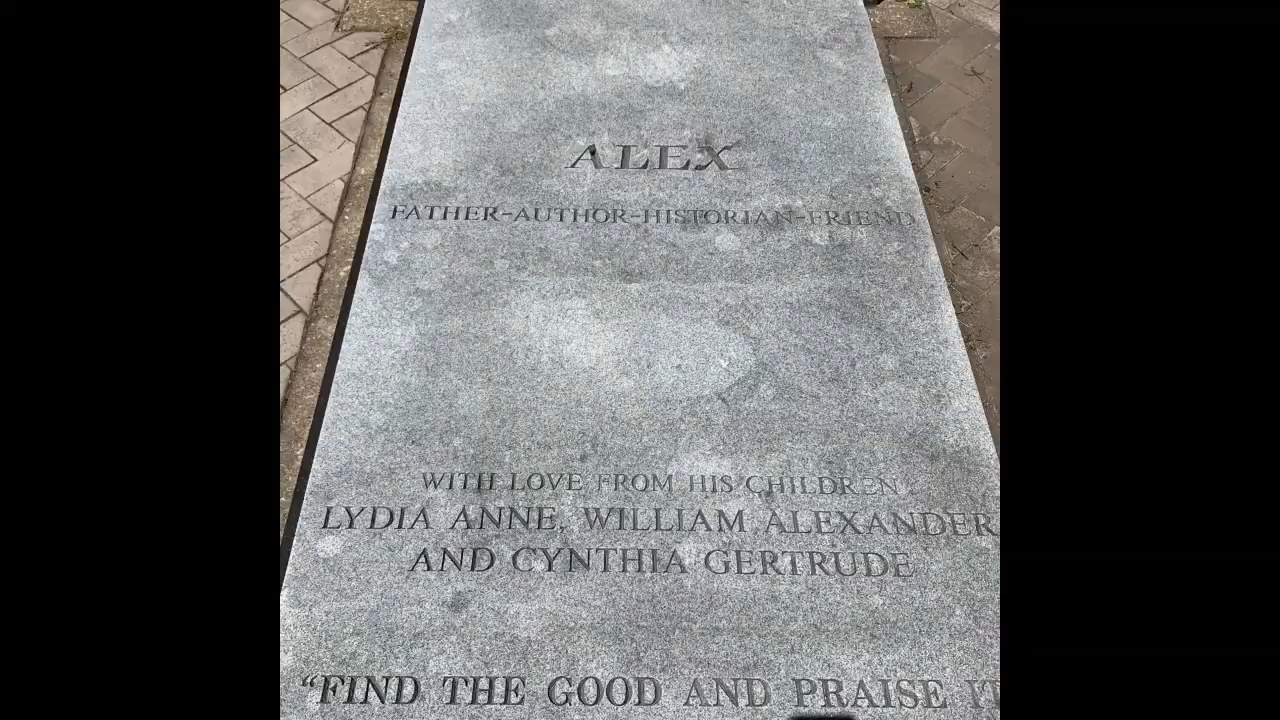 ALEX
FATHER-AUTHOR-HISTORIAN-FRIEND
WITH LOVE FROM HIS CHILDREN
LYDIA ANNE, WILLIAM ALEXANDER
AND CYNTHIA GERTRUDE
“FIND THE GOOD AND PRAISE IT